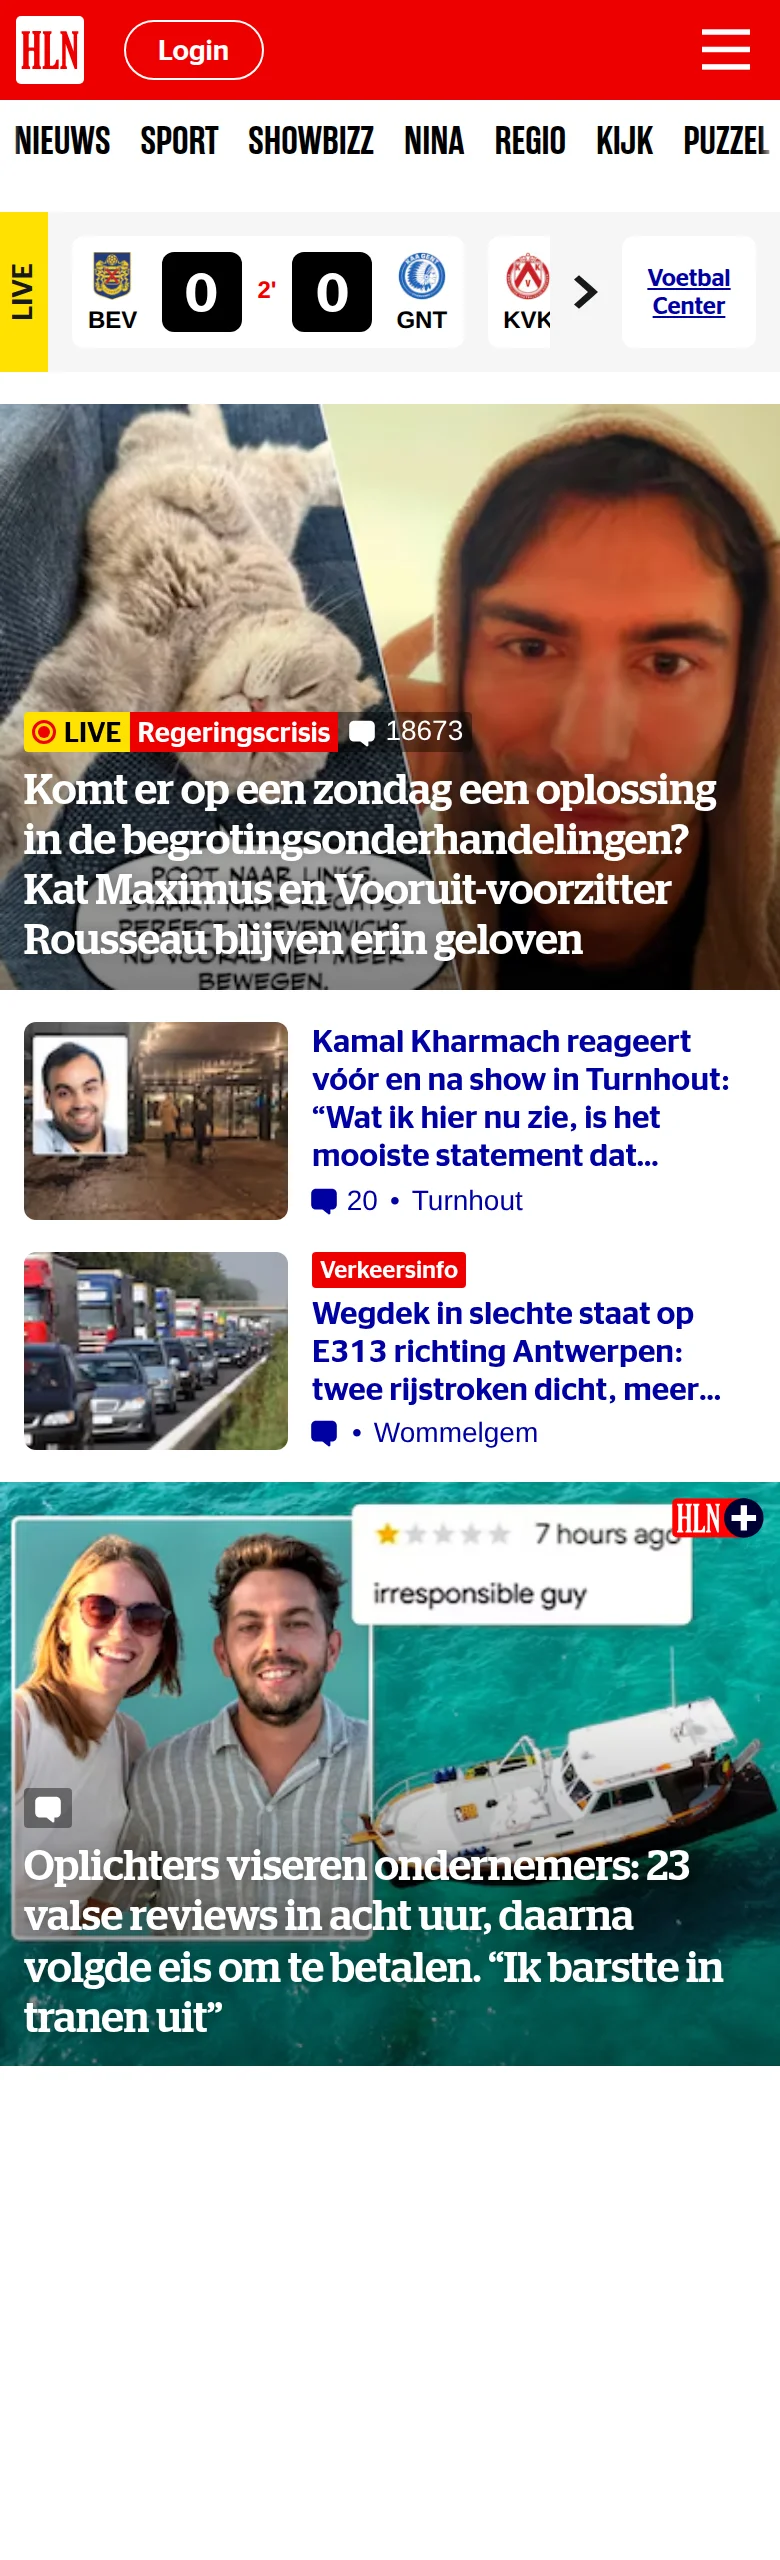 HLN
Login
NIEUWS SPORT SHOWBIZZ NINA REGIO KIJK PUZZEL
LIVE
0 2' 0
BEV GNT
KVK
Voetbal
Center
LIVE Regeringscrisis 18673
Komt er op een zondag een oplossing
in de begrotingsonderhandelingen?
Kat Maximus en Vooruit-voorzitter
Rousseau blijven erin geloven
POOT NAAR LINKS,
BEWEGEN.
Kamal Kharmach reageert
vóór en na show in Turnhout:
“Wat ik hier nu zie, is het
mooiste statement dat...
20 • Turnhout
Verkeersinfo
Wegdek in slechte staat op
E313 richting Antwerpen:
twee rijstroken dicht, meer...
• Wommelgem
HLN+
7 hours ago
irresponsible guy
Oplichters viseren ondernemers: 23
valse reviews in acht uur, daarna
volgde eis om te betalen. “Ik barstte in
tranen uit”